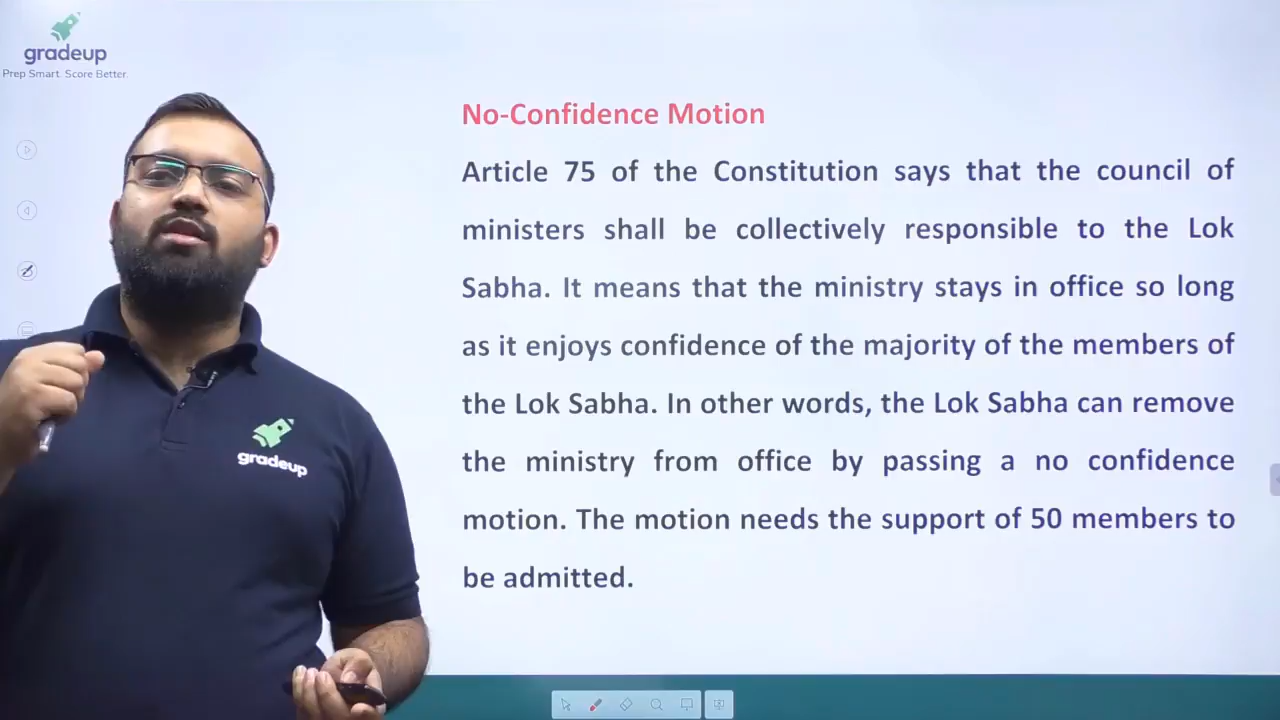 gradeup
Prep Smart. Score Better.
No-Confidence Motion
Article 75 of the Constitution says that the council of
ministers shall be collectively responsible to the Lok
Sabha. It means that the ministry stays in office so long
as it enjoys confidence of the majority of the members of
the Lok Sabha. In other words, the Lok Sabha can remove
the ministry from office by passing a no confidence
motion. The motion needs the support of 50 members to
be admitted.
gradeup